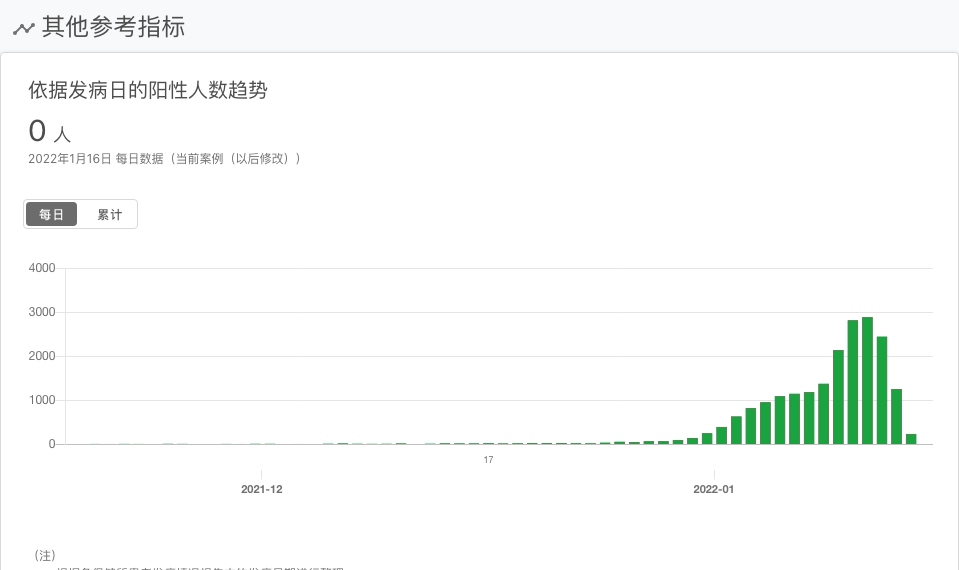 其他参考指标
依据发病日的阳性人数趋势
0 人
2022年1月16日 每日数据（当前案例（以后修改））
每日 累计
4000
3000
2000
1000
0
17
2021-12 2022-01
（注）